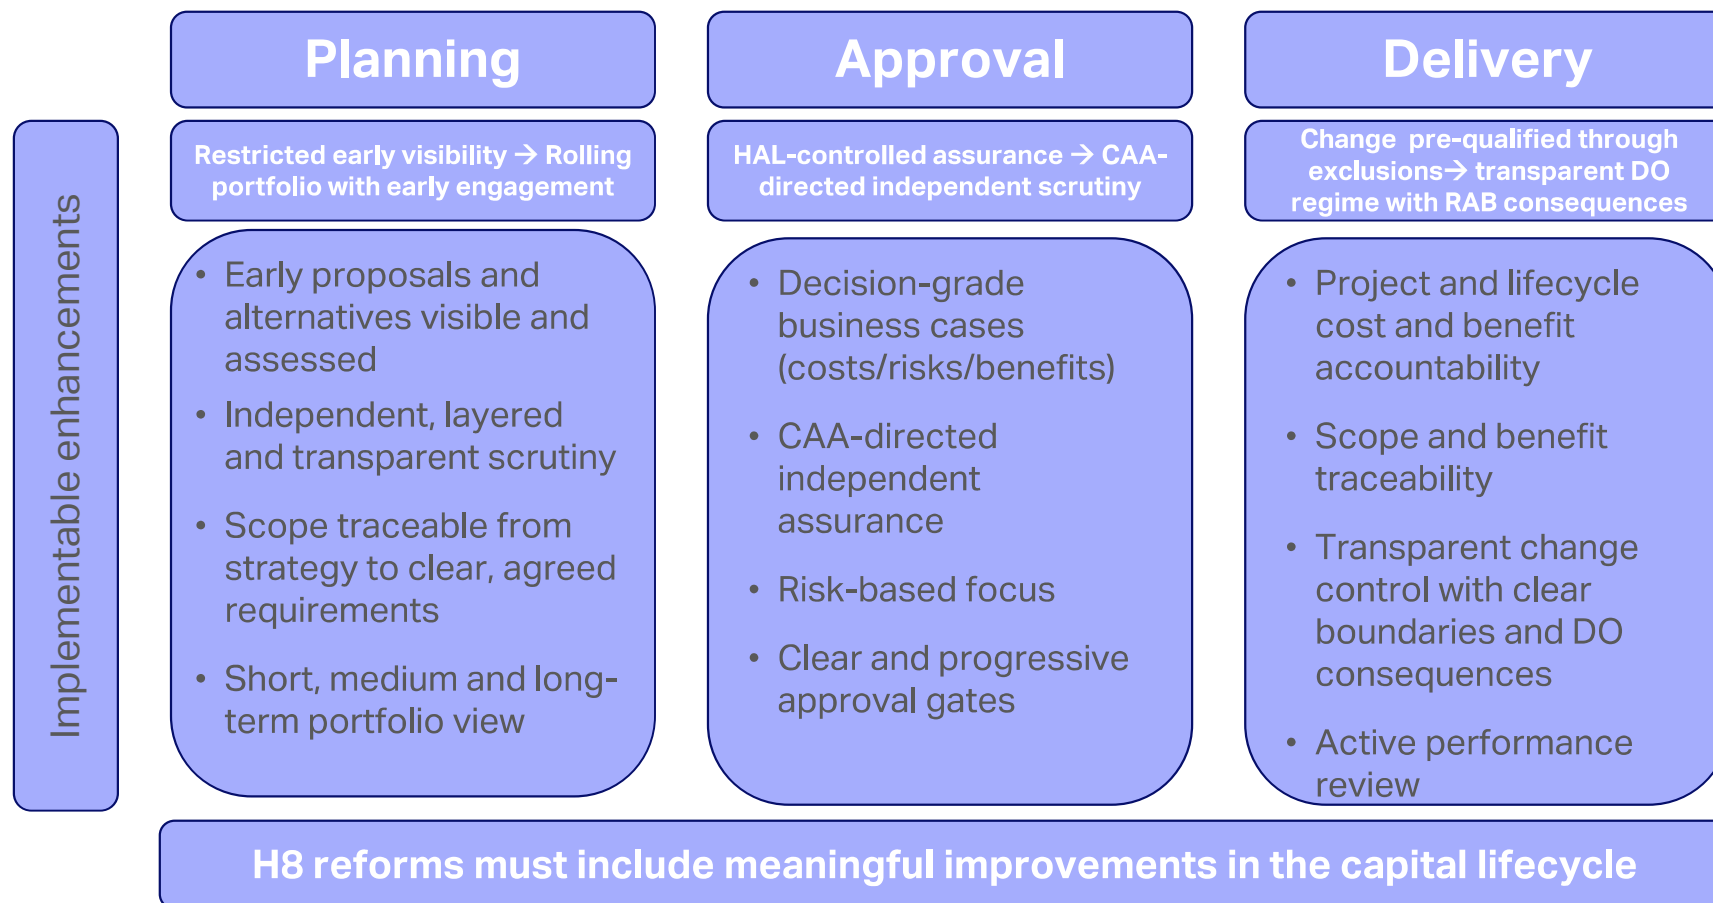 Planning
Approval
Delivery
Restricted early visibility → Rolling
portfolio with early engagement
HAL-controlled assurance → CAA-
directed independent scrutiny
Change  pre-qualified through
exclusions→ transparent DO
regime with RAB consequences
Implementable enhancements
• Early proposals and
alternatives visible and
assessed
• Independent, layered
and transparent scrutiny
• Scope traceable from
strategy to clear, agreed
requirements
• Short, medium and long-
term portfolio view
• Decision-grade
business cases
(costs/risks/benefits)
• CAA-directed
independent
assurance
• Risk-based focus
• Clear and progressive
approval gates
• Project and lifecycle
cost and benefit
accountability
• Scope and benefit
traceability
• Transparent change
control with clear
boundaries and DO
consequences
• Active performance
review
H8 reforms must include meaningful improvements in the capital lifecycle